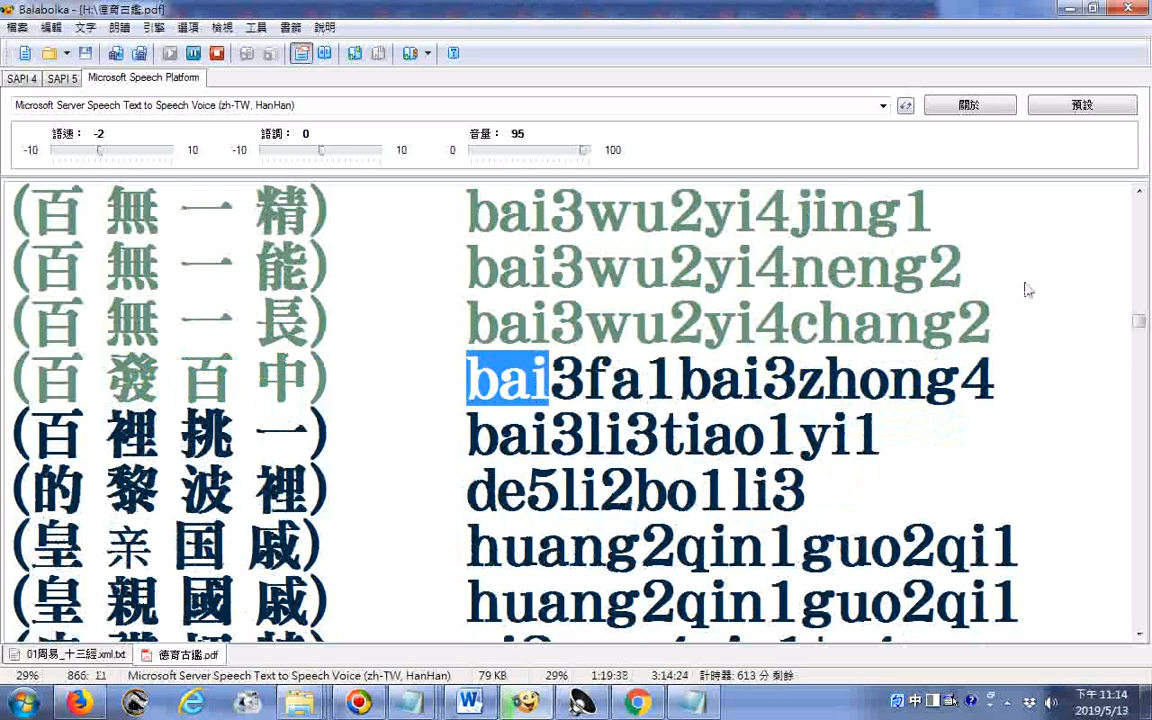 Balabolka - [H:\德育古鑑.pdf]
檔案 編輯 文字 朗讀 引擎 選項 檢視 工具 書籤 說明
SAPI 4 SAPI 5 Microsoft Speech Platform
Microsoft Server Speech Text to Speech Voice (zh-TW, HanHan) 關於 預設
語速： -2 語調： 0 音量： 95
-10 10 -10 10 0 100
(百 無 一 精) bai3wu2yi4jing1
(百 無 一 能) bai3wu2yi4neng2
(百 無 一 長) bai3wu2yi4chang2
(百 發 百 中) bai3fa1bai3zhong4
(百 裡 挑 一) bai3li3tiao1yi1
(的 黎 波 裡) de5li2bo1li3
(皇 亲 国 戚) huang2qin1guo2qi1
(皇 親 國 戚) huang2qin1guo2qi1
01周易_十三經.xml.txt 德育古鑑.pdf
29% 866: 11 Microsoft Server Speech Text to Speech Voice (zh-TW, HanHan) 79 KB 29% 1:19:38 3:14:24 計時器: 613 分 剩餘
中 下午 11:14
2019/5/13